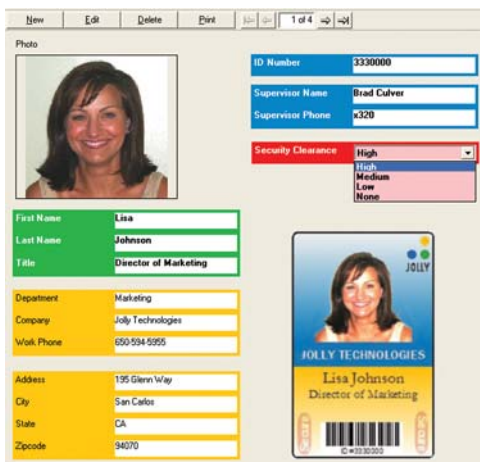 New Edit Delete Print 1 of 4
Photo
ID Number 3330000
Supervisor Name Brad Culver
Supervisor Phone x320
Security Clearance High
High
Medium
Low
None
First Name Lisa
Last Name Johnson
Title Director of Marketing
Department Marketing
Company Jolly Technologies
Work Phone 650-594-5955
Address 195 Glenn Way
City San Carlos
State CA
Zipcode 94070
JOLLY
JOLLY TECHNOLOGIES
Lisa Johnson
Director of Marketing
ID #3330000